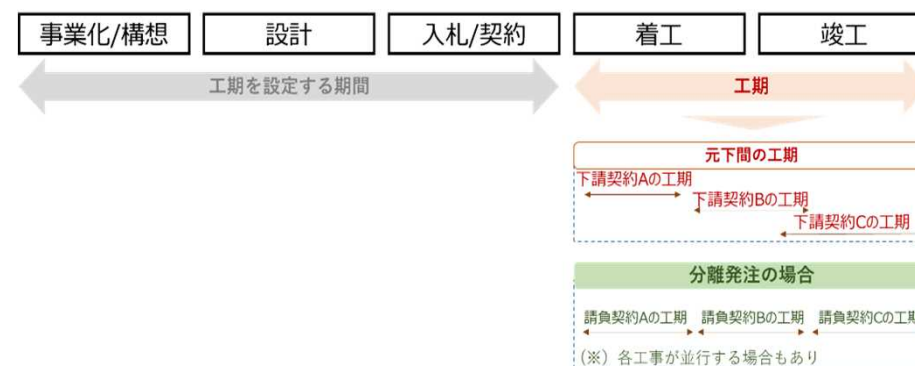 事業化/構想 設計 入札/契約 着工 竣工
工期を設定する期間 工期
元下間の工期
下請契約Aの工期
下請契約Bの工期
下請契約Cの工期
分離発注の場合
請負契約Aの工期 請負契約Bの工期 請負契約Cの工期
(※) 各工事が並行する場合もあり